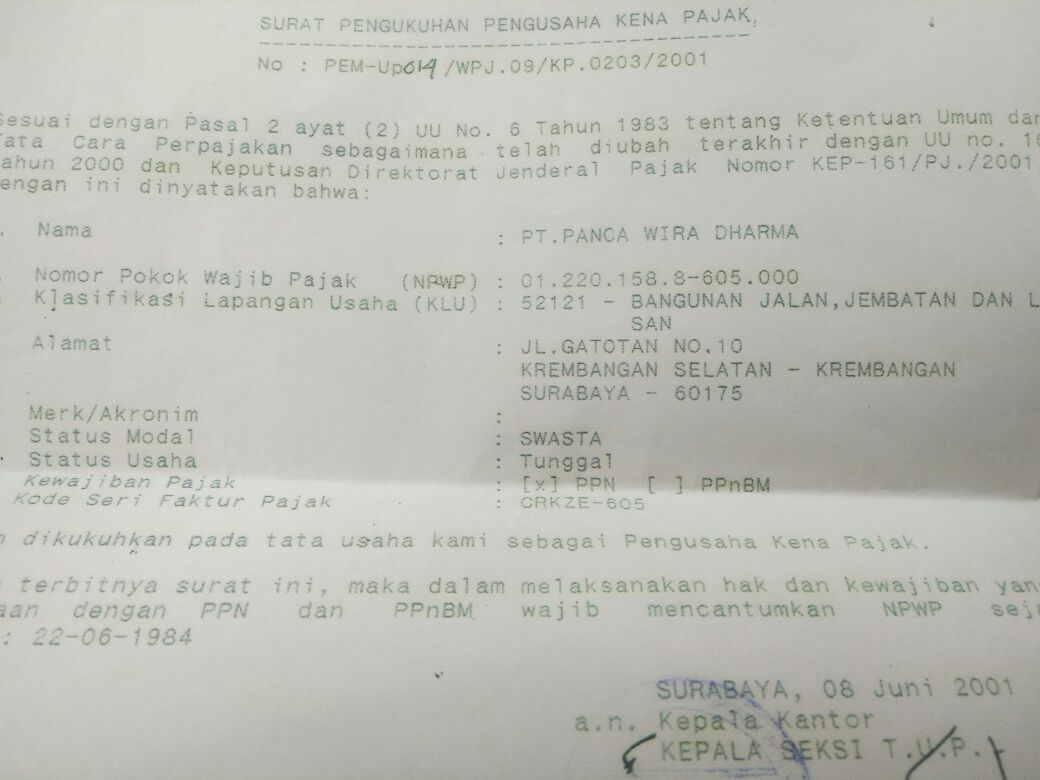 SURAT PENGUKUHAN PENGUSAHA KENA PAJAK
No : PEM-Up014/WPJ.09/KP.0203/2001
Sesuai dengan Pasal 2 ayat (2) UU No. 6 Tahun 1983 tentang Ketentuan Umum dan
Tata Cara Perpajakan sebagaimana telah diubah terakhir dengan UU no. 16
ahun 2000 dan Keputusan Direktorat Jenderal Pajak Nomor KEP-161/PJ./2001
engan ini dinyatakan bahwa:
. Nama : PT.PANCA WIRA DHARMA
. Nomor Pokok Wajib Pajak (NPWP) : 01.220.158.8-605.000
. Klasifikasi Lapangan Usaha (KLU) : 52121 - BANGUNAN JALAN,JEMBATAN DAN L
SAN
Alamat : JL.GATOTAN NO.10
KREMBANGAN SELATAN - KREMBANGAN
SURABAYA - 60175
Merk/Akronim :
Status Modal : SWASTA
. Status Usaha : Tunggal
Kewajiban Pajak : [x] PPN [ ] PPnBM
Kode Seri Faktur Pajak : CRKZE-605
h dikukuhkan pada tata usaha kami sebagai Pengusaha Kena Pajak.
terbitnya surat ini, maka dalam melaksanakan hak dan kewajiban yan
aan dengan PPN dan PPnBM wajib mencantumkan NPWP sej
: 22-06-1984
SURABAYA, 08 Juni 2001
a.n. Kepala Kantor
KEPALA SEKSI T.U.P.